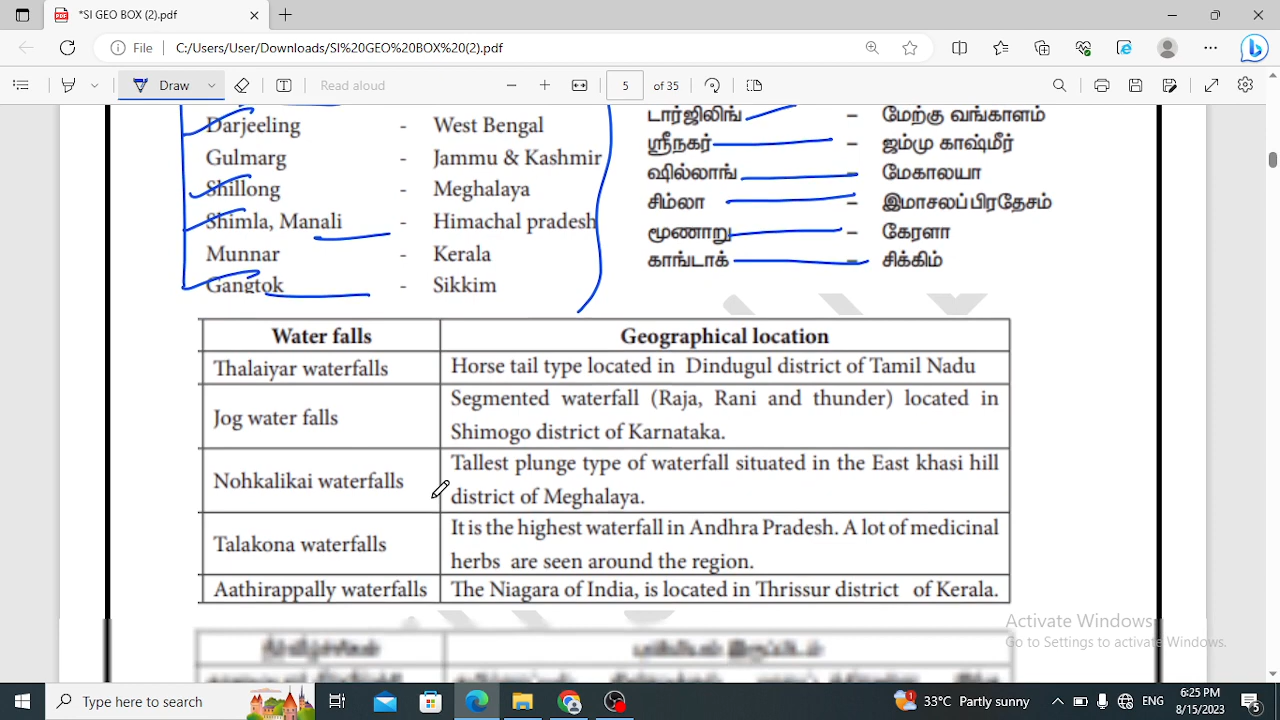 *SI GEO BOX (2).pdf
File
C:/Users/User/Downloads/SI%20GEO%20BOX%20(2).pdf
Draw
Read aloud
5 of 35
Darjeeling - West Bengal
Gulmarg - Jammu & Kashmir
Shillong - Meghalaya
Shimla, Manali - Himachal pradesh
Munnar - Kerala
Gangtok - Sikkim
டார்ஜிலிங் – மேற்கு வங்காளம்
ஸ்ரீநகர் – ஜம்மு காஷ்மீர்
ஷில்லாங் – மேகாலயா
சிம்லா – இமாசலப்பிரதேசம்
மூணாறு – கேரளா
காங்டாக் – சிக்கிம்
Water falls Geographical location
Thalaiyar waterfalls Horse tail type located in Dindugul district of Tamil Nadu
Jog water falls Segmented waterfall (Raja, Rani and thunder) located in
Shimogo district of Karnataka.
Nohkalikai waterfalls Tallest plunge type of waterfall situated in the East khasi hill
district of Meghalaya.
Talakona waterfalls It is the highest waterfall in Andhra Pradesh. A lot of medicinal
herbs are seen around the region.
Aathirappally waterfalls The Niagara of India, is located in Thrissur district of Kerala.
Activate Windows
Go to Settings to activate Windows.
Type here to search
33°C Partly sunny
ENG
6:25 PM
8/15/2023